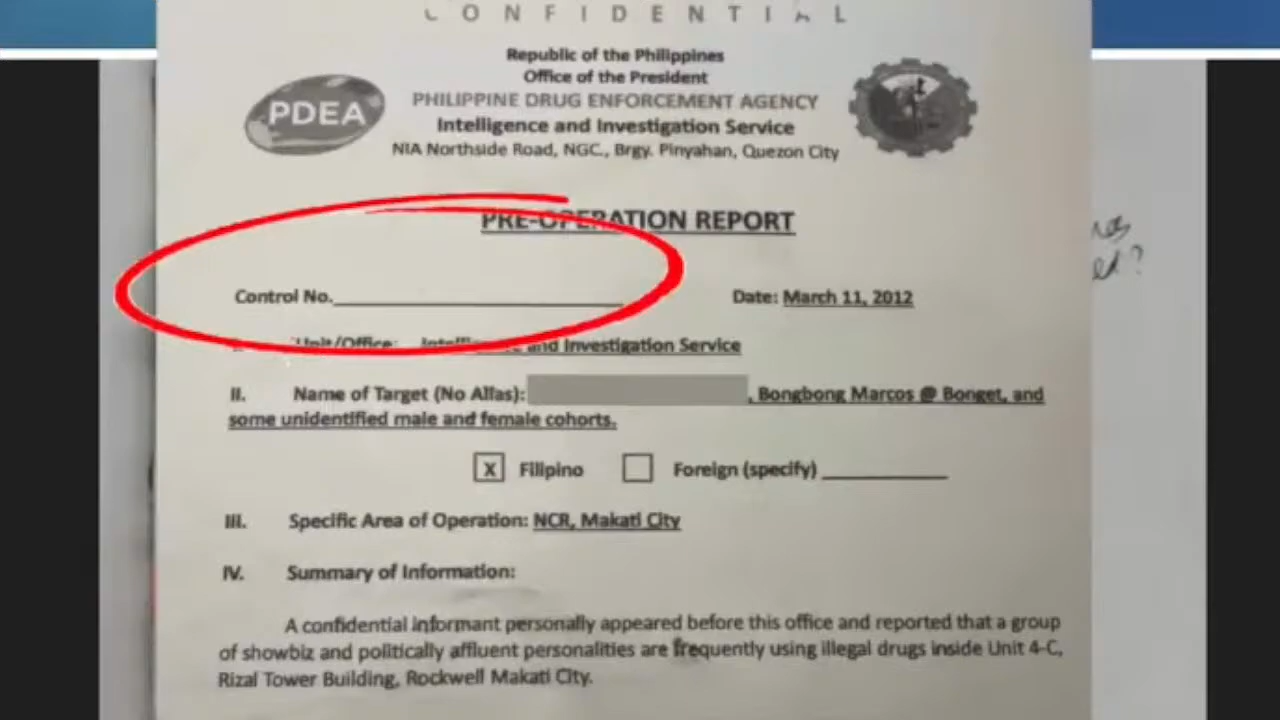 CONFIDENTIAL
Republic of the Philippines
Office of the President
PDEA
PHILIPPINE DRUG ENFORCEMENT AGENCY
Intelligence and Investigation Service
NIA Northside Road, NGC., Brgy. Pinyahan, Quezon City
PRE-OPERATION REPORT
Control No.____________________ Date: March 11, 2012
Unit/Office: Intelligence and Investigation Service
II. Name of Target (No Alias): , Bongbong Marcos @ Bonget, and
some unidentified male and female cohorts.
X Filipino Foreign (specify)__________
III. Specific Area of Operation: NCR, Makati City
IV. Summary of Information:
A confidential informant personally appeared before this office and reported that a group
of showbiz and politically affluent personalities are frequently using illegal drugs inside Unit 4-C,
Rizal Tower Building, Rockwell Makati City.